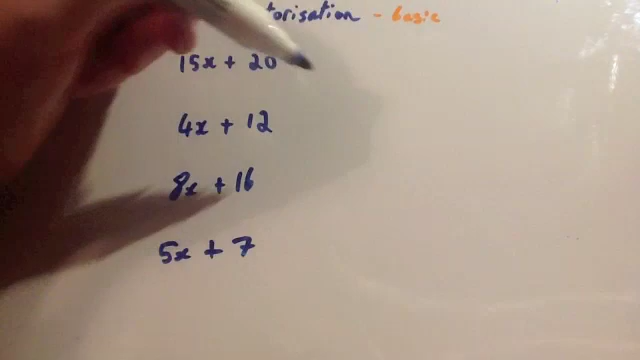 torisation - basic
15x + 20
4x + 12
8x + 16
5x + 7